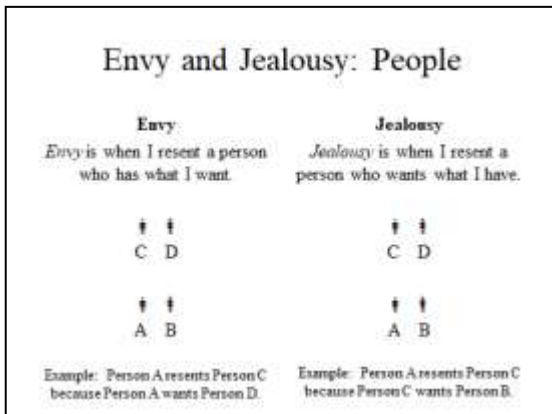 Envy and Jealousy: People
Envy
Envy is when I resent a person
who has what I want.
C D
A B
Example: Person A resents Person C
because Person A wants Person D.
Jealousy
Jealousy is when I resent a
person who wants what I have.
C D
A B
Example: Person A resents Person C
because Person C wants Person B.